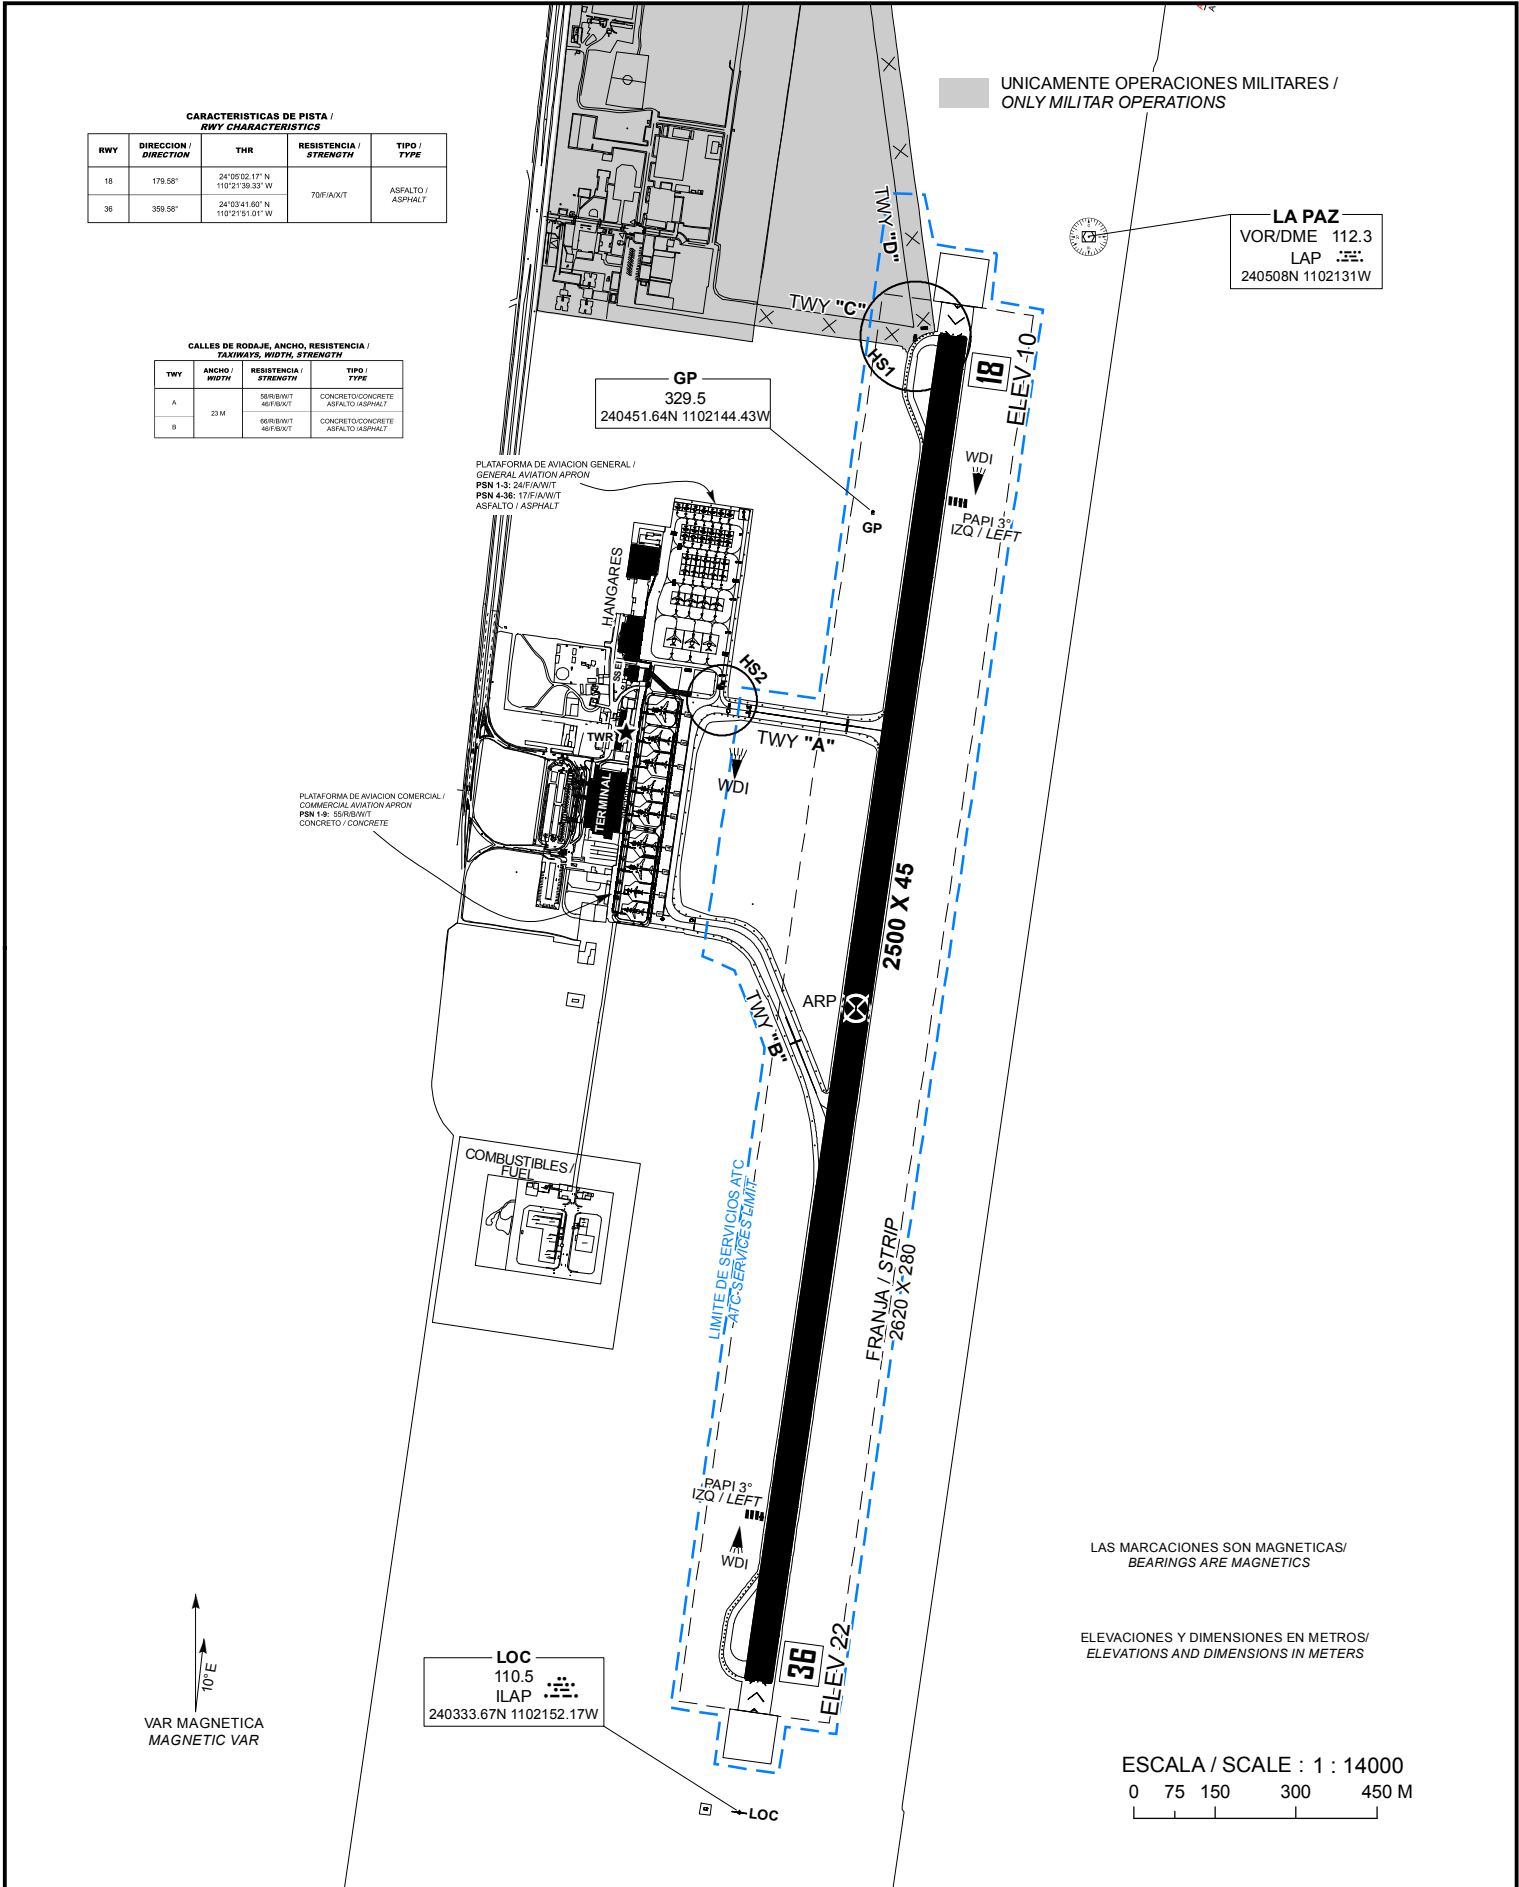 UNICAMENTE OPERACIONES MILITARES /
ONLY MILITAR OPERATIONS
CARACTERISTICAS DE PISTA /
RWY CHARACTERISTICS
RWY DIRECCION / DIRECTION THR RESISTENCIA / STRENGTH TIPO / TYPE
18 179.58° 24°05'02.17" N 110°21'39.33" W 70/F/A/X/T ASFALTO / ASPHALT
36 359.58° 24°03'41.60" N 110°21'51.01" W
LA PAZ
VOR/DME 112.3
LAP
240508N 1102131W
TWY "D"
TWY "C"
HS1
18
ELEV 10
CALLES DE RODAJE, ANCHO, RESISTENCIA /
TAXIWAYS, WIDTH, STRENGTH
TWY ANCHO / WIDTH RESISTENCIA / STRENGTH TIPO / TYPE
A 23 M 58/R/B/W/T 46/F/B/X/T CONCRETO/CONCRETE ASFALTO /ASPHALT
B 66/R/B/W/T 46/F/B/X/T CONCRETO/CONCRETE ASFALTO /ASPHALT
GP
329.5
240451.64N 1102144.43W
PLATAFORMA DE AVIACION GENERAL /
GENERAL AVIATION APRON
PSN 1-3: 24/F/A/W/T
PSN 4-36: 17/F/A/W/T
ASFALTO / ASPHALT
WDI
PAPI 3°
IZQ / LEFT
GP
HANGARES
SSEI
HS2
TWR
TWY "A"
WDI
TERMINAL
PLATAFORMA DE AVIACION COMERCIAL /
COMMERCIAL AVIATION APRON
PSN 1-9: 55/R/B/W/T
CONCRETO / CONCRETE
2500 X 45
ARP
TWY "B"
COMBUSTIBLES /
FUEL
LIMITE DE SERVICIOS ATC
ATC SERVICES LIMIT
FRANJA / STRIP
2620 X 280
PAPI 3°
IZQ / LEFT
WDI
36
ELEV 22
LAS MARCACIONES SON MAGNETICAS/
BEARINGS ARE MAGNETICS
ELEVACIONES Y DIMENSIONES EN METROS/
ELEVATIONS AND DIMENSIONS IN METERS
10° E
VAR MAGNETICA
MAGNETIC VAR
LOC
110.5
ILAP
240333.67N 1102152.17W
LOC
ESCALA / SCALE : 1 : 14000
0 75 150 300 450 M